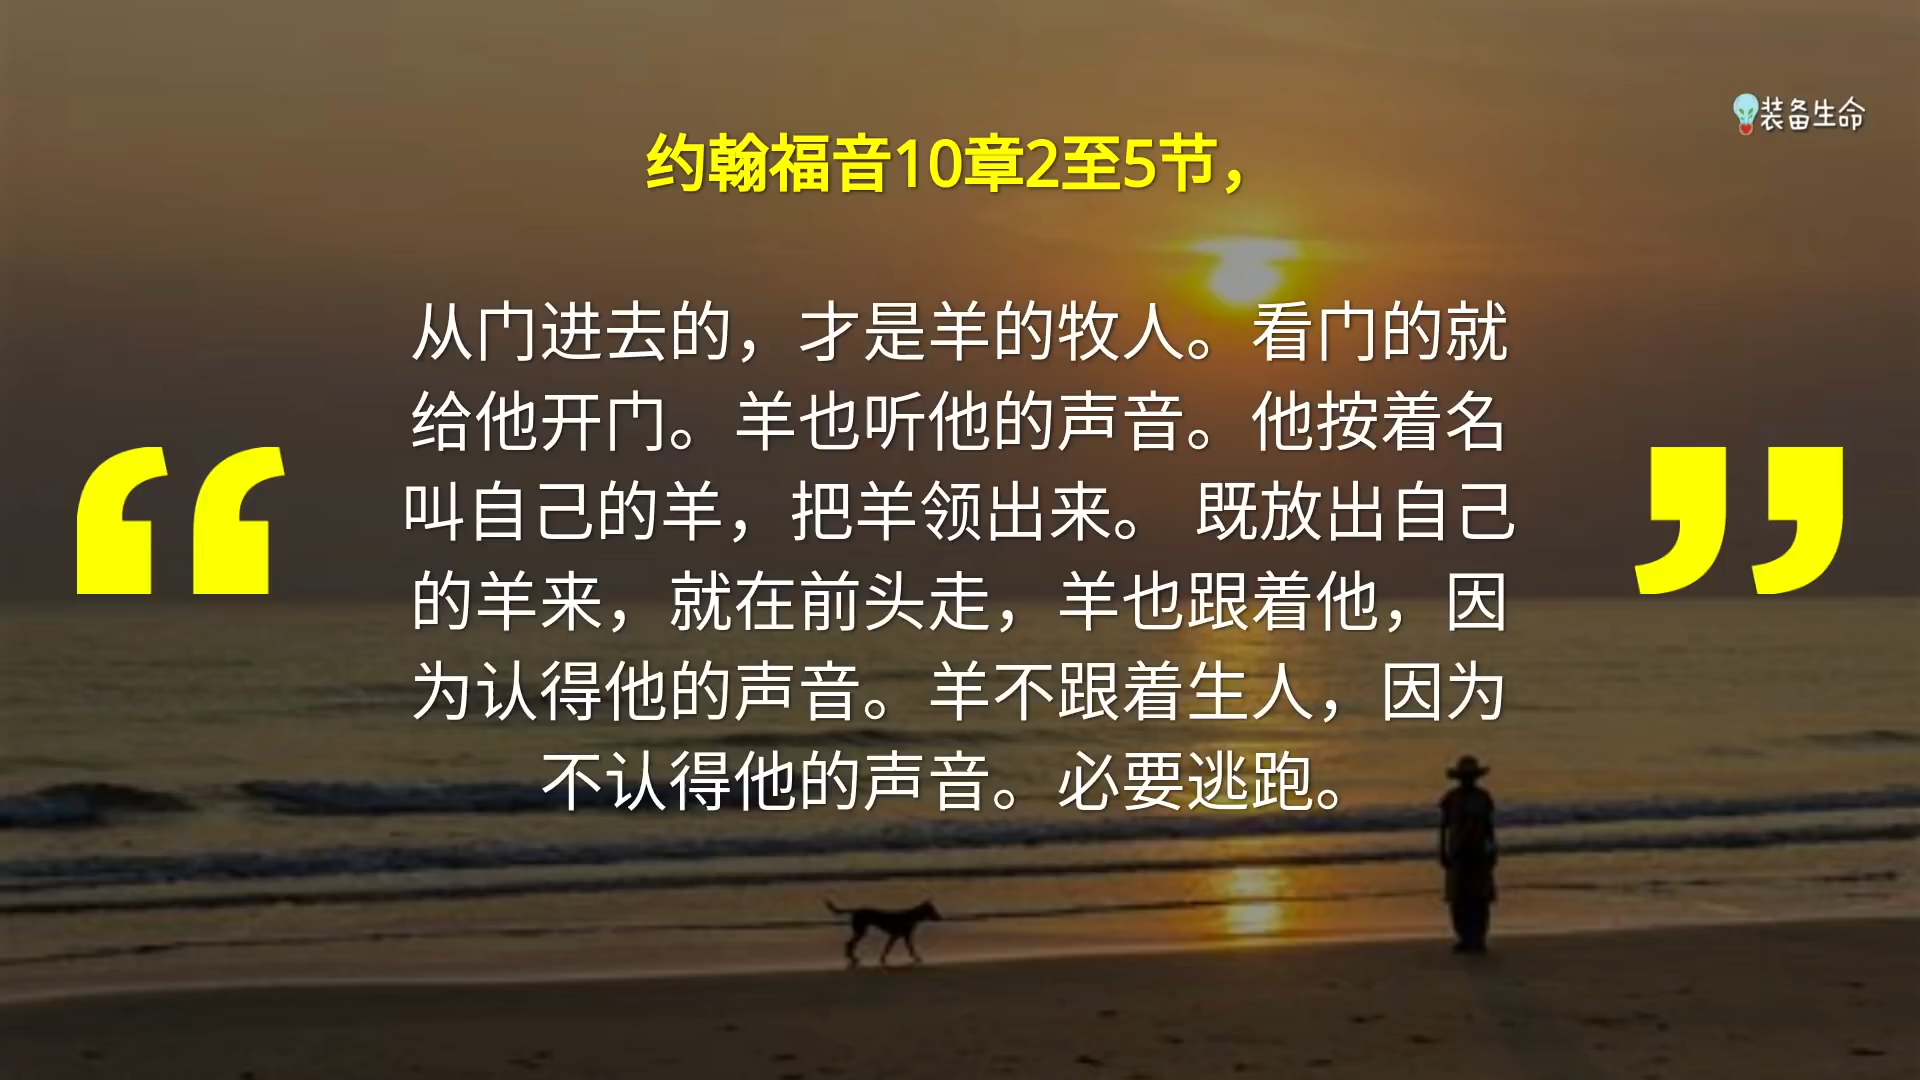 装备生命
约翰福音10章2至5节，
从门进去的，才是羊的牧人。看门的就
给他开门。羊也听他的声音。他按着名
叫自己的羊，把羊领出来。 既放出自己
的羊来，就在前头走，羊也跟着他，因
为认得他的声音。羊不跟着生人，因为
不认得他的声音。必要逃跑。
“ ”